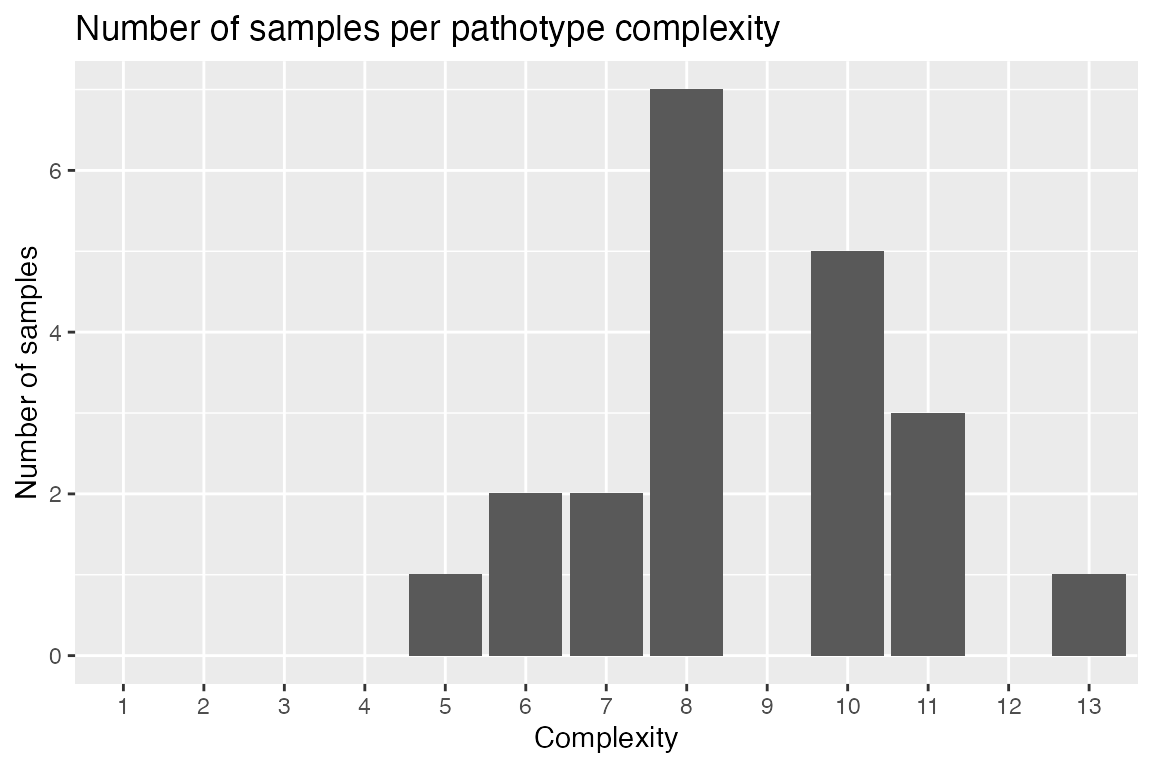 Number of samples per pathotype complexity
Number of samples
6
4
2
0
1 2 3 4 5 6 7 8 9 10 11 12 13
Complexity